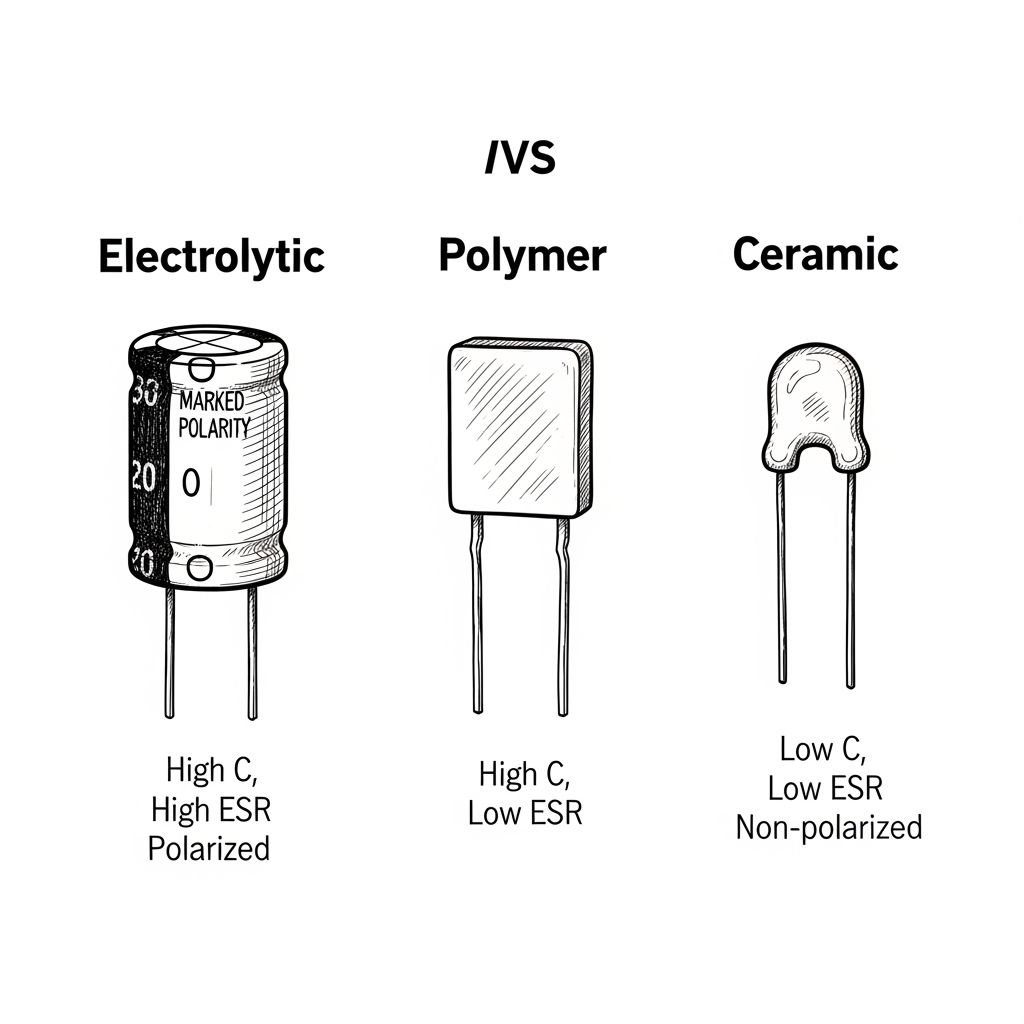 /VS
Electrolytic
Polymer
Ceramic
30
MARKED
POLARITY
20
0
20
High C,
High ESR
Polarized
High C,
Low ESR
Low C,
Low ESR
Non-polarized